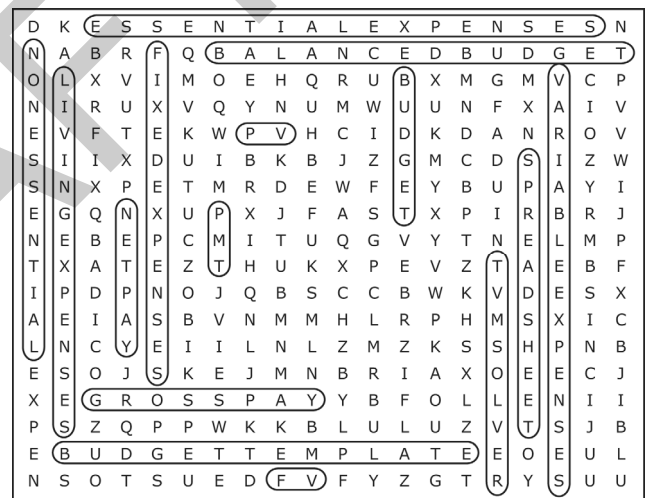 D K E S S E N T I A L E X P E N S E S N
N A B R F Q B A L A N C E D B U D G E T
O L X V I M O E H Q R U B X M G M V C P
N I R U X V Q Y N U M W U U N F X A I V
E V F T E K W P V H C I D K D A N R O V
S I I X D U I B K B J Z G M C D S I Z W
S N X P E T M R D E W F E Y B U P A Y I
E G Q N X U P X J F A S T X P I R B R J
N E B E P C M I T U Q G V Y T N E L M P
T X A T E Z T H U K X P E V Z T A E B F
I P D P N O J Q B S C C B W K V D E S X
A E I A S B V N M M H L R P H M S X I C
L N C Y E I I L N L Z M Z K S S H P N B
E S O J S K E J M N B R I A X O E E C J
X E G R O S S P A Y Y B F O L L E N I I
P S Z Q P P W K K B L U L U Z V T S J B
E B U D G E T T E M P L A T E E O E U L
N S O T S U E D F V F Y Z G T R Y S U U